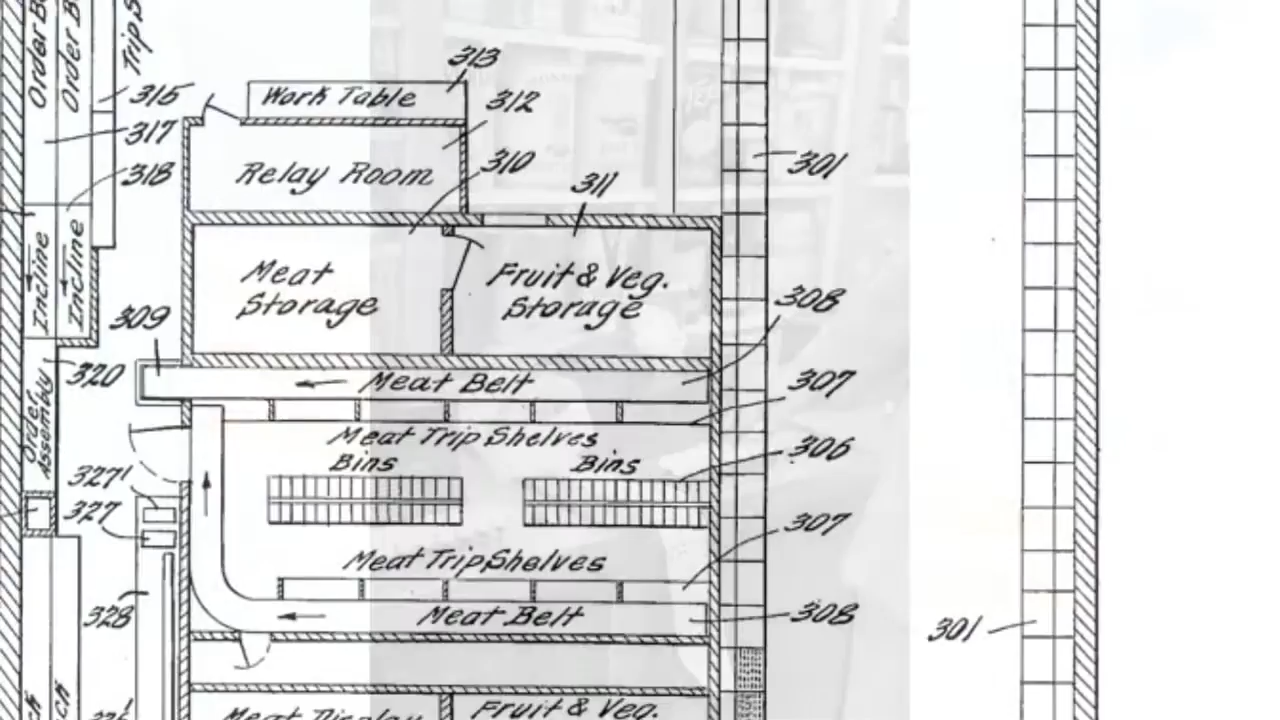 Order B
Order B
Trip S
313
Work Table
315
312
317
310
301
Relay Room
318
311
Incline
Incline
Meat
Storage
Fruit & Veg.
Storage
308
309
320
Meat Belt
307
Order
Assembly
Meat Trip Shelves
306
Bins
Bins
327'
327
307
Meat Trip Shelves
328
Meat Belt
308
301
Meat Display
Fruit & Veg.